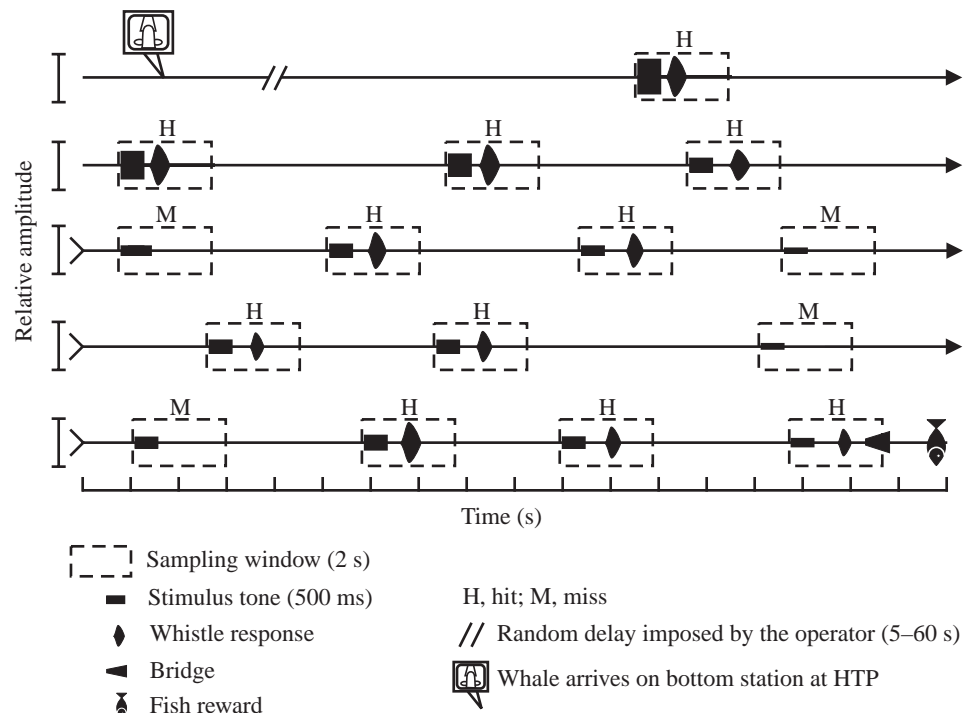 H
H
H
H
M
H
H
M
H
H
M
M
H
H
H
Relative amplitude
Time (s)
Sampling window (2 s)
Stimulus tone (500 ms)
Whistle response
Bridge
Fish reward
H, hit; M, miss
// Random delay imposed by the operator (5–60 s)
Whale arrives on bottom station at HTP